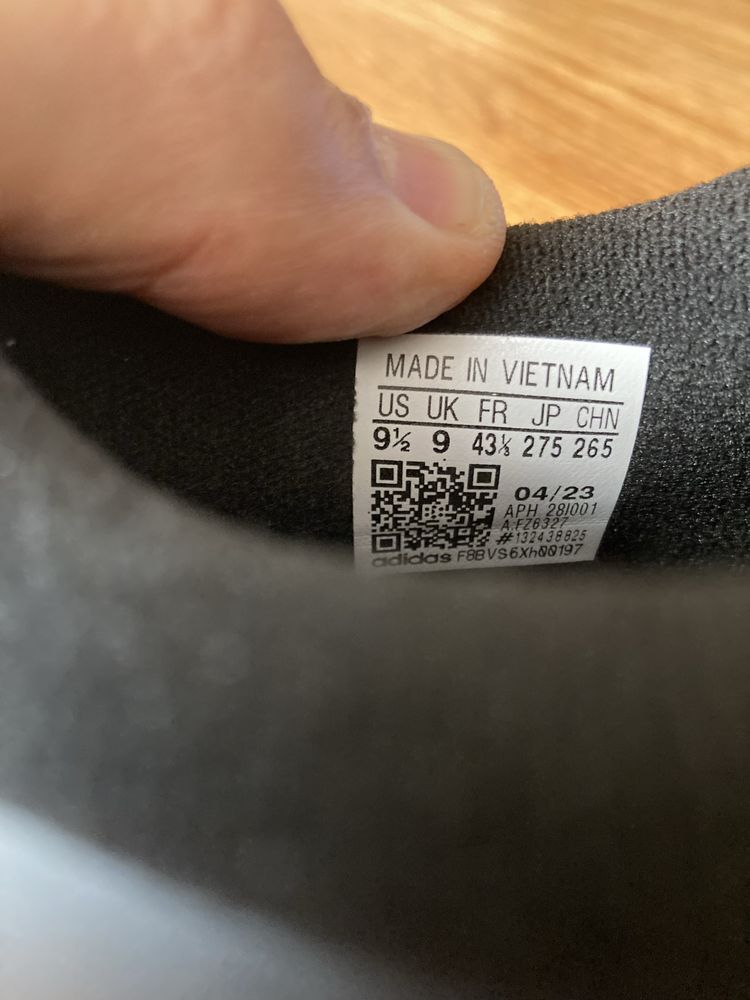 MADE IN VIETNAM
US UK FR JP CHN
9½ 9 43⅓ 275 265
04/23
APH 28I001
A.FZ6327
#132438825
adidas F8BVS6Xh00197